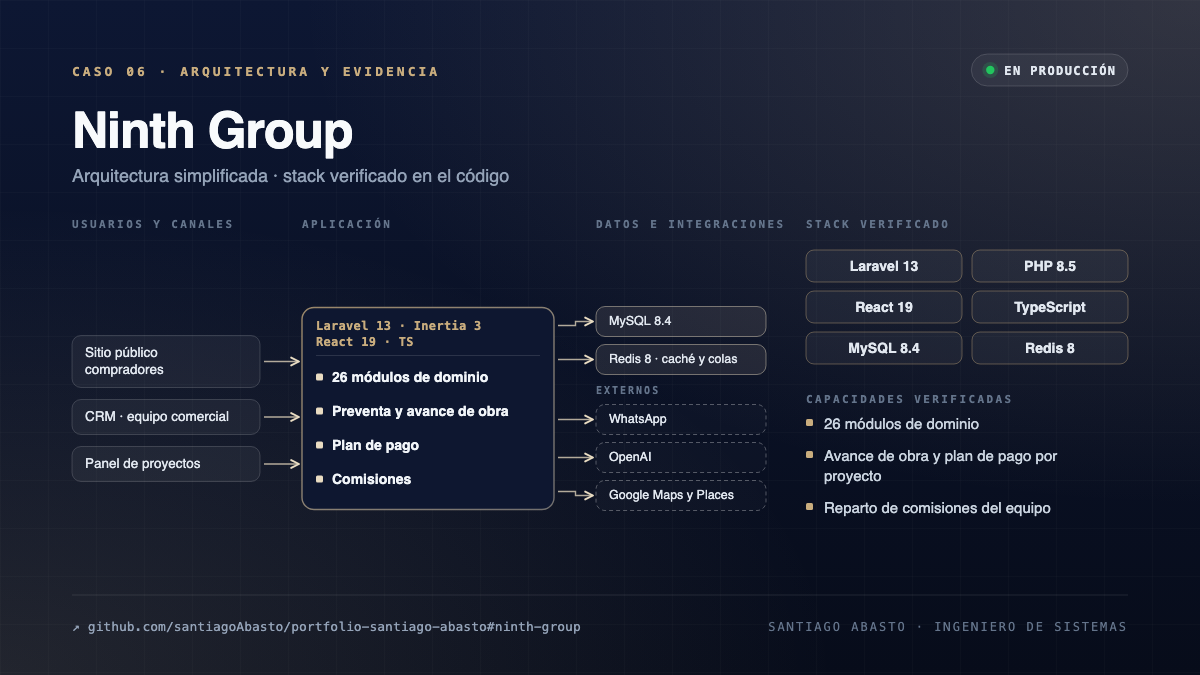 CASO 06 · ARQUITECTURA Y EVIDENCIA
EN PRODUCCIÓN
Ninth Group
Arquitectura simplificada · stack verificado en el código
USUARIOS Y CANALES
Sitio público
compradores
CRM · equipo comercial
Panel de proyectos
APLICACIÓN
Laravel 13 · Inertia 3
React 19 · TS
26 módulos de dominio
Preventa y avance de obra
Plan de pago
Comisiones
DATOS E INTEGRACIONES
MySQL 8.4
Redis 8 · caché y colas
EXTERNOS
WhatsApp
OpenAI
Google Maps y Places
STACK VERIFICADO
Laravel 13
PHP 8.5
React 19
TypeScript
MySQL 8.4
Redis 8
CAPACIDADES VERIFICADAS
26 módulos de dominio
Avance de obra y plan de pago por
proyecto
Reparto de comisiones del equipo
↗ github.com/santiagoAbasto/portfolio-santiago-abasto#ninth-group
SANTIAGO ABASTO · INGENIERO DE SISTEMAS